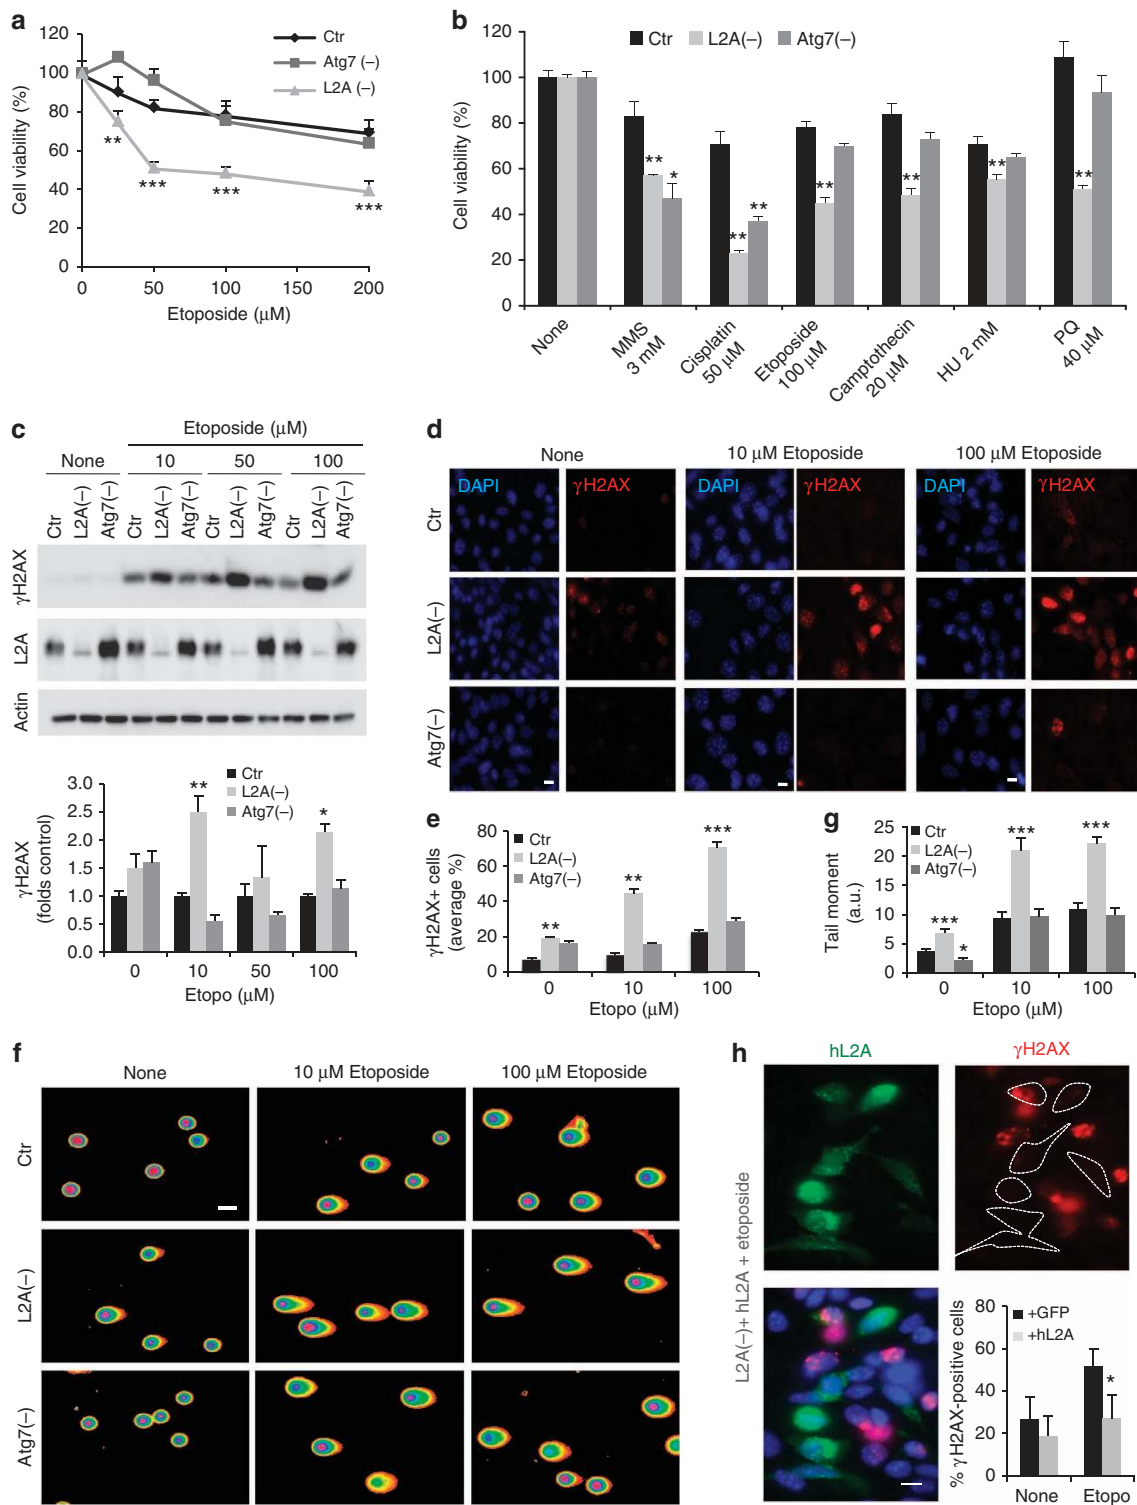 a
120
100
80
60
40
20
0
Cell viability (%)
Ctr
Atg7 (–)
L2A (–)
**
***
***
***
0 50 100 150 200
Etoposide (μM)
b
120
100
80
60
40
20
0
Cell viability (%)
Ctr L2A(–) Atg7(–)
** *
** **
**
**
**
**
None
MMS 3 mM
Cisplatin 50 μM
Etoposide 100 μM
Camptothecin 20 μM
HU 2 mM
PQ 40 μM
c
Etoposide (μM)
None 10 50 100
Ctr L2A(–) Atg7(–) Ctr L2A(–) Atg7(–) Ctr L2A(–) Atg7(–) Ctr L2A(–) Atg7(–)
γH2AX
L2A
Actin
3.0
2.5
2.0
1.5
1.0
0.5
0.0
γH2AX
(folds control)
Ctr
L2A(–)
Atg7(–)
**
*
0 10 50 100
Etopo (μM)
d
None 10 μM Etoposide 100 μM Etoposide
DAPI γH2AX DAPI γH2AX DAPI γH2AX
Ctr
L2A(–)
Atg7(–)
e
80
60
40
20
0
γH2AX+ cells
(average %)
Ctr
L2A(–)
Atg7(–)
**
**
***
0 10 100
Etopo (μM)
g
25
20
15
10
5
0
Tail moment
(a.u.)
Ctr
L2A(–)
Atg7(–)
***
*
***
***
0 10 100
Etopo (μM)
f
None 10 μM Etoposide 100 μM Etoposide
Ctr
L2A(–)
Atg7(–)
h
hL2A γH2AX
L2A(–)+ hL2A + etoposide
80
60
40
20
0
% γH2AX-positive cells
+GFP
+hL2A
*
None Etopo